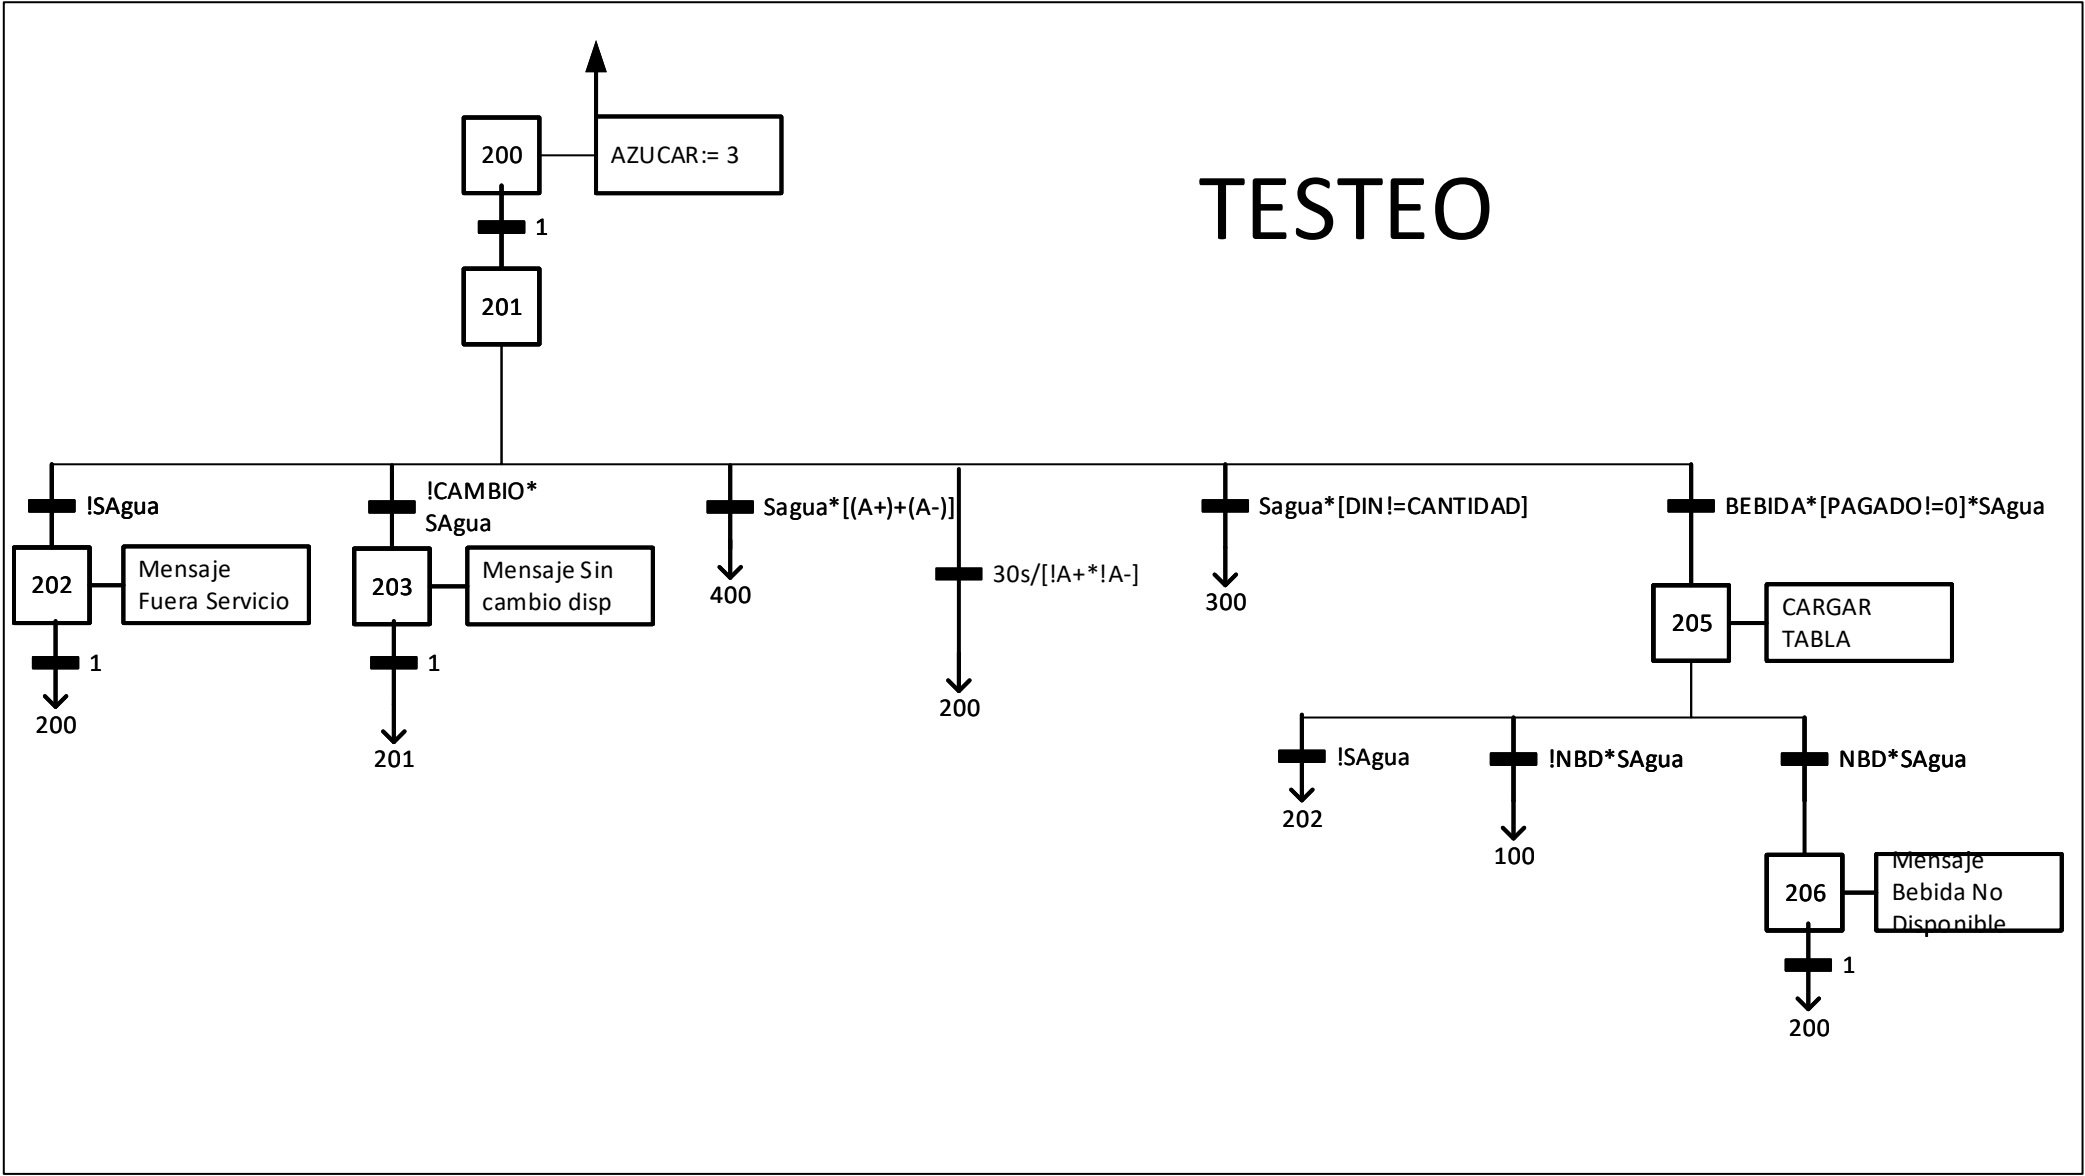 200
AZUCAR:= 3
TESTEO
1
201
!SAgua
!CAMBIO*
SAgua
Sagua*[(A+)+(A-)]
30s/[!A+*!A-]
Sagua*[DIN!=CANTIDAD]
BEBIDA*[PAGADO!=0]*SAgua
202
Mensaje
Fuera Servicio
203
Mensaje Sin
cambio disp
400
300
205
CARGAR
TABLA
1
1
200
201
200
!SAgua
!NBD*SAgua
NBD*SAgua
202
100
206
Mensaje
Bebida No
Disponible
1
200